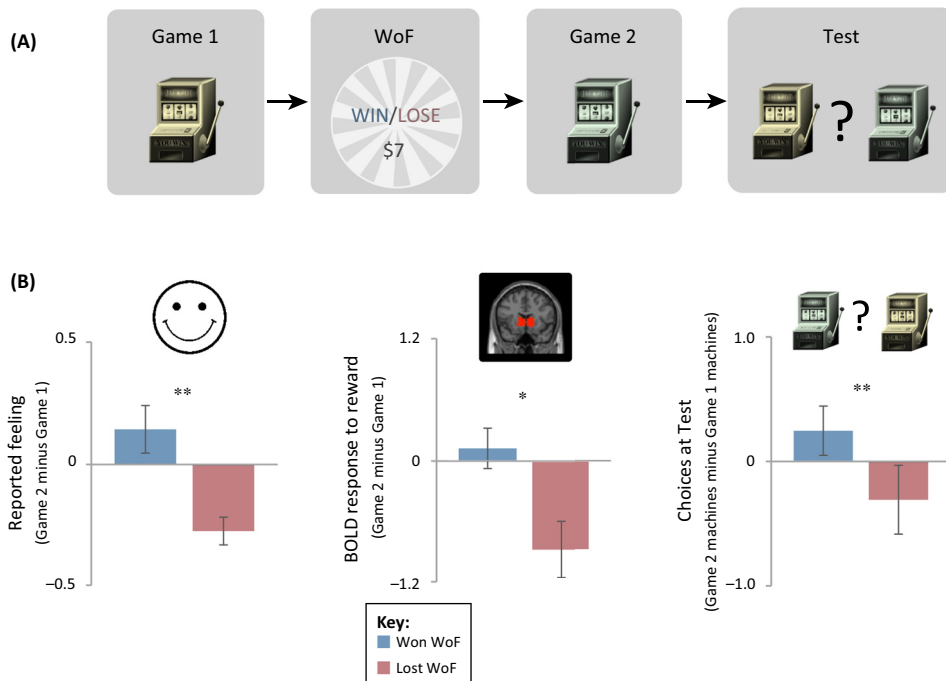 (A)
Game 1
WoF
Game 2
Test
WIN/LOSE
$7
?
(B)
Reported feeling
(Game 2 minus Game 1)
0.5
0
–0.5
**
BOLD response to reward
(Game 2 minus Game 1)
1.2
0
–1.2
*
?
Choices at Test
(Game 2 machines minus Game 1 machines)
1.0
0
–1.0
**
Key:
Won WoF
Lost WoF